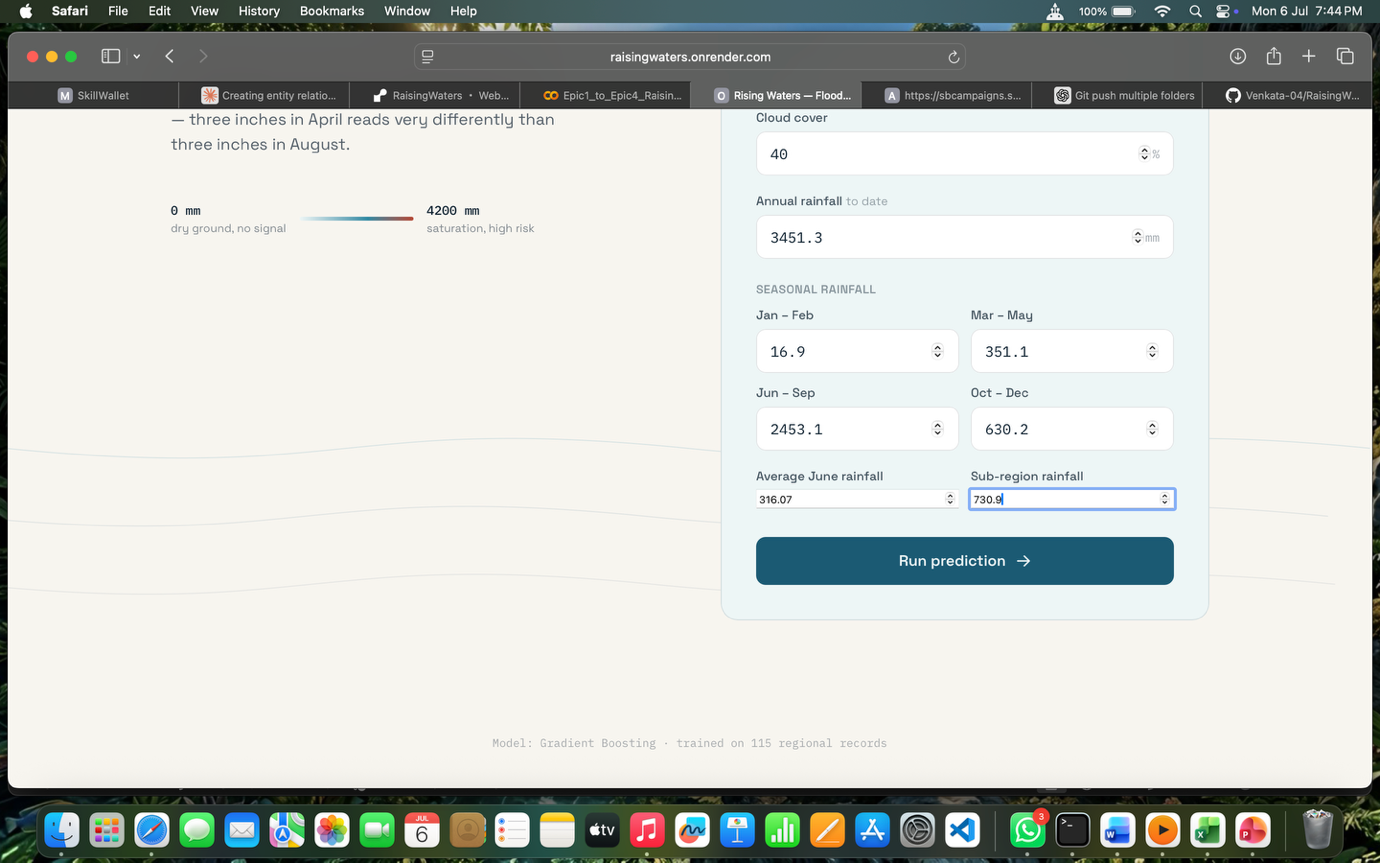 Safari File Edit View History Bookmarks Window Help 100% Mon 6 Jul 7:44 PM
raisingwaters.onrender.com
M SkillWallet Creating entity relatio... RaisingWaters • Web... Epic1_to_Epic4_Raisin... O Rising Waters — Flood... A https://sbcampaigns.s... Git push multiple folders Venkata-04/RaisingW...
— three inches in April reads very differently than
three inches in August.
0 mm 4200 mm
dry ground, no signal saturation, high risk
Cloud cover
40 %
Annual rainfall to date
3451.3 mm
SEASONAL RAINFALL
Jan – Feb Mar – May
16.9 351.1
Jun – Sep Oct – Dec
2453.1 630.2
Average June rainfall Sub-region rainfall
316.07 730.9
Run prediction →
Model: Gradient Boosting · trained on 115 regional records
JUL
6
tv
3
>_
W
X
P